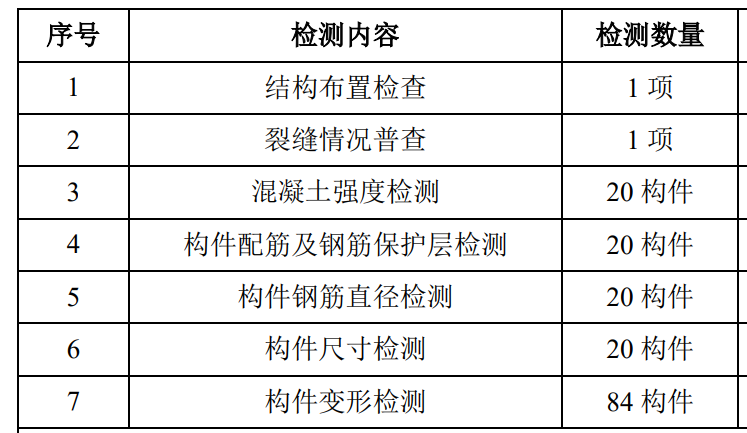 序号 检测内容 检测数量
1 结构布置检查 1 项
2 裂缝情况普查 1 项
3 混凝土强度检测 20 构件
4 构件配筋及钢筋保护层检测 20 构件
5 构件钢筋直径检测 20 构件
6 构件尺寸检测 20 构件
7 构件变形检测 84 构件